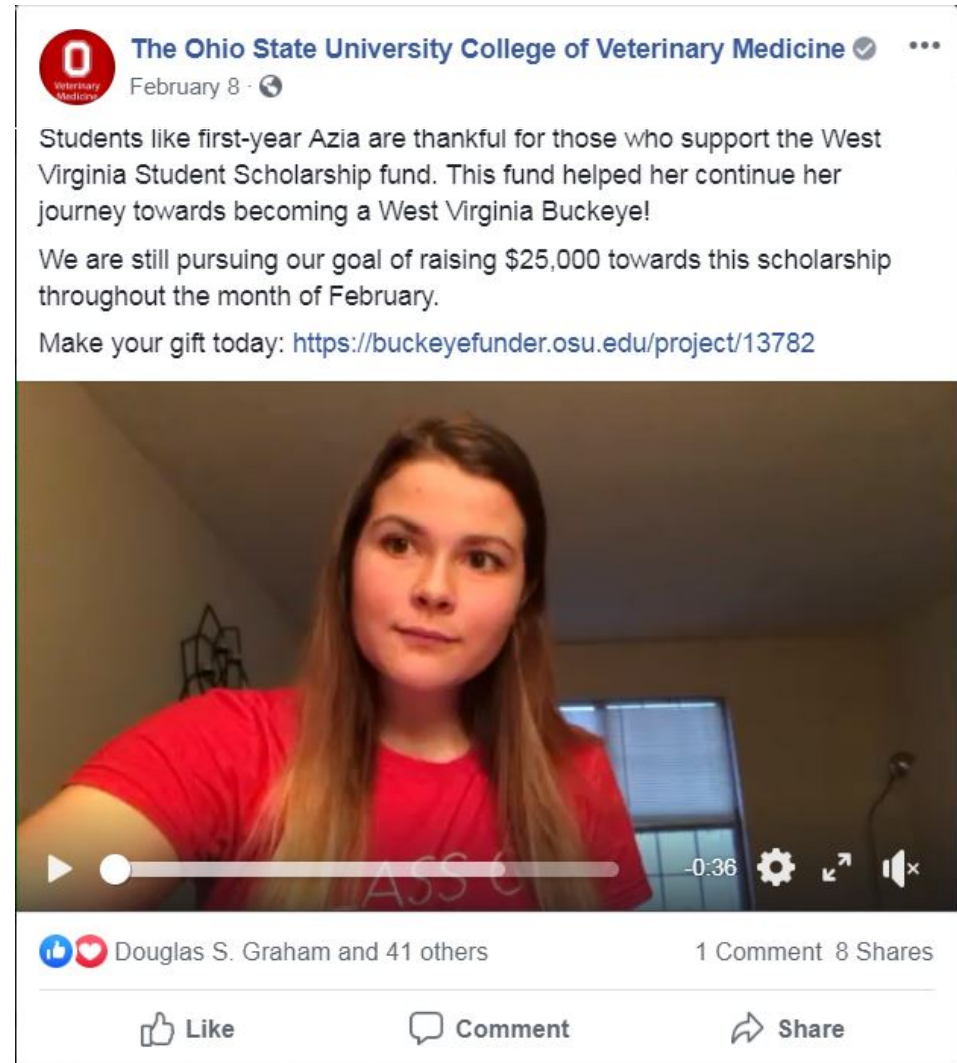 The Ohio State University College of Veterinary Medicine
February 8 ·
O
Veterinary
Medicine
Students like first-year Azia are thankful for those who support the West
Virginia Student Scholarship fund. This fund helped her continue her
journey towards becoming a West Virginia Buckeye!
We are still pursuing our goal of raising $25,000 towards this scholarship
throughout the month of February.
Make your gift today: https://buckeyefunder.osu.edu/project/13782
-0:36
Douglas S. Graham and 41 others
1 Comment 8 Shares
Like
Comment
Share